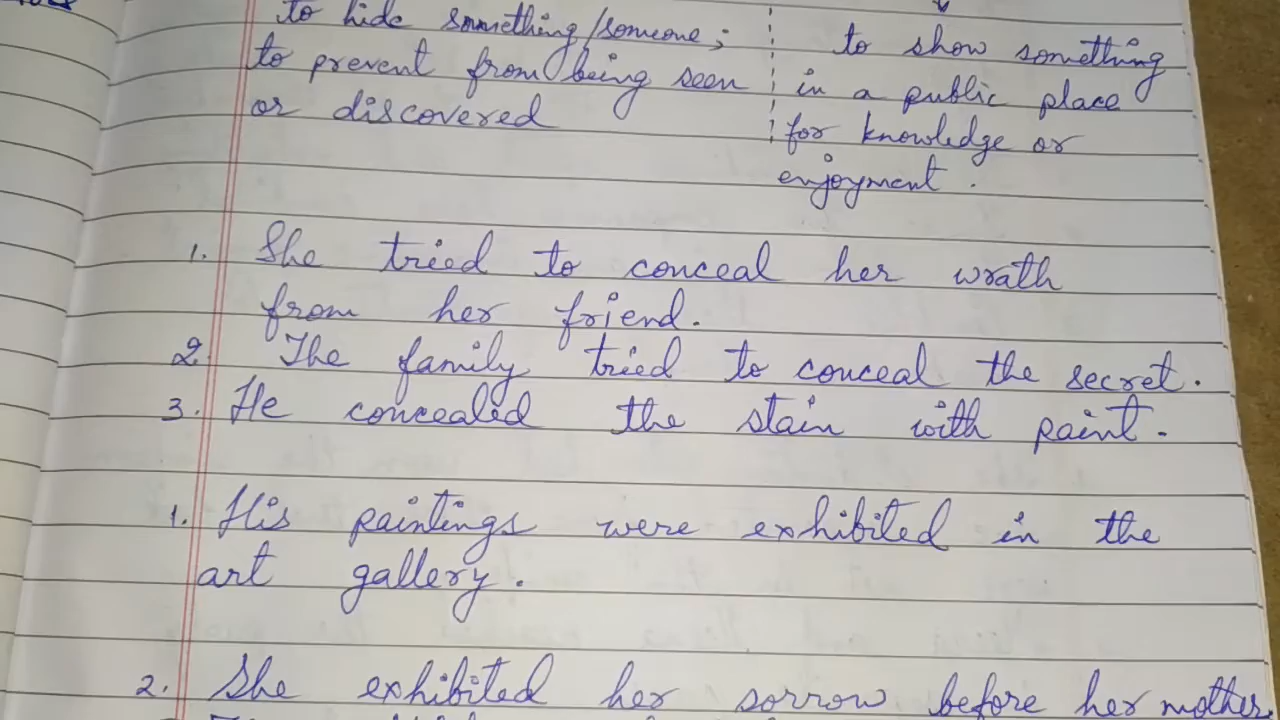 to hide something/someone;
to prevent from being seen
or discovered
to show something
in a public place
for knowledge or
enjoyment.
1. She tried to conceal her wrath
from her friend.
2. The family tried to conceal the secret.
3. He concealed the stain with paint.
1. His paintings were exhibited in the
art gallery.
2. She exhibited her sorrow before her mother.